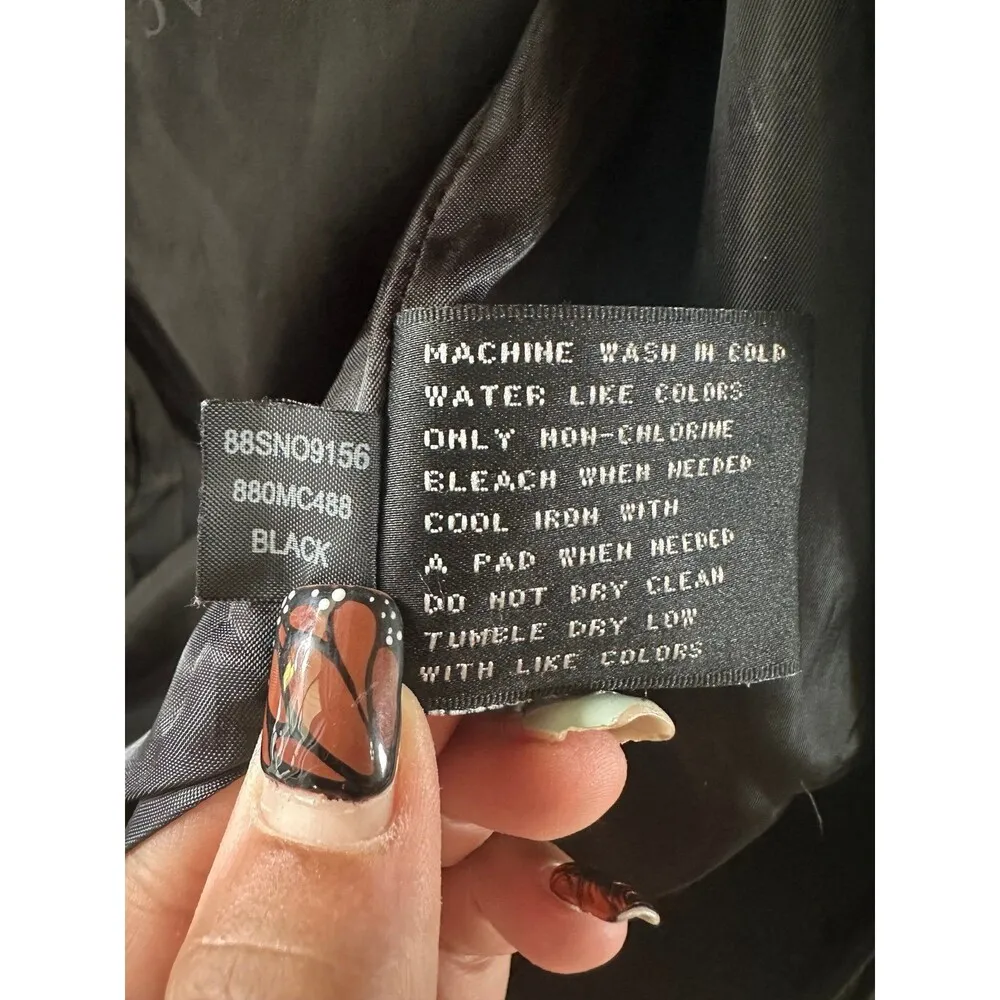 88SNO9156
880MC488
BLACK
MACHINE WASH IN COLD
WATER LIKE COLORS
ONLY NON-CHLORINE
BLEACH WHEN NEEDED
COOL IRON WITH
A PAD WHEN NEEDED
DO NOT DRY CLEAN
TUMBLE DRY LOW
WITH LIKE COLORS